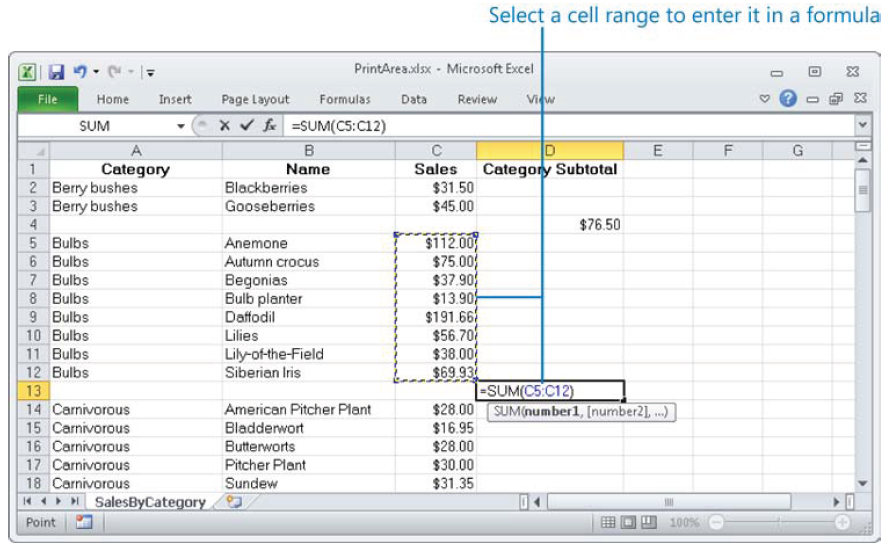 Select a cell range to enter it in a formula
PrintArea.xlsx - Microsoft Excel
File Home Insert Page Layout Formulas Data Review View
SUM fx =SUM(C5:C12)
A B C D E F G
1 Category Name Sales Category Subtotal
2 Berry bushes Blackberries $31.50
3 Berry bushes Gooseberries $45.00
4 $76.50
5 Bulbs Anemone $112.00
6 Bulbs Autumn crocus $75.00
7 Bulbs Begonias $37.90
8 Bulbs Bulb planter $13.90
9 Bulbs Daffodil $191.66
10 Bulbs Lilies $56.70
11 Bulbs Lily-of-the-Field $38.00
12 Bulbs Siberian Iris $69.93
13 =SUM(C5:C12)
14 Carnivorous American Pitcher Plant $28.00
SUM(number1, [number2], ...)
15 Carnivorous Bladderwort $16.95
16 Carnivorous Butterworts $28.00
17 Carnivorous Pitcher Plant $30.00
18 Carnivorous Sundew $31.35
SalesByCategory
Point 100%